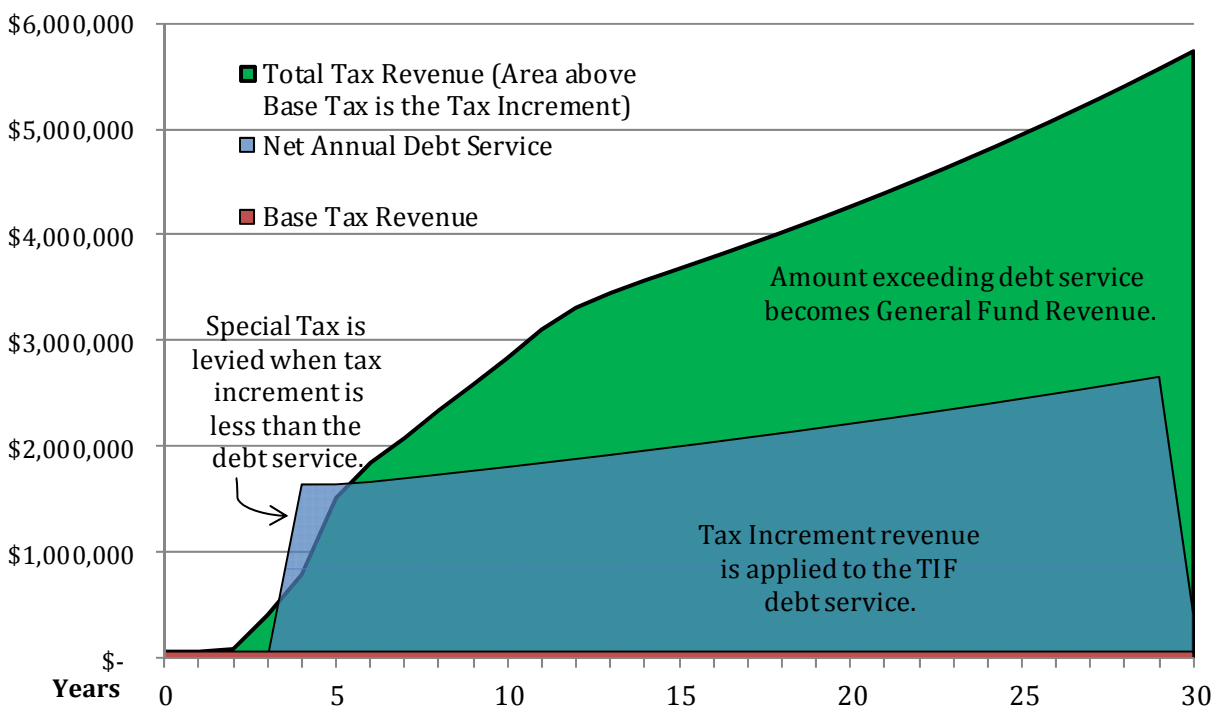 $6,000,000
Total Tax Revenue (Area above
Base Tax is the Tax Increment)
$5,000,000
Net Annual Debt Service
Base Tax Revenue
$4,000,000
Amount exceeding debt service
becomes General Fund Revenue.
Special Tax is
levied when tax
increment is
less than the
debt service.
$3,000,000
$2,000,000
Tax Increment revenue
is applied to the TIF
debt service.
$1,000,000
$-
Years
0 5 10 15 20 25 30